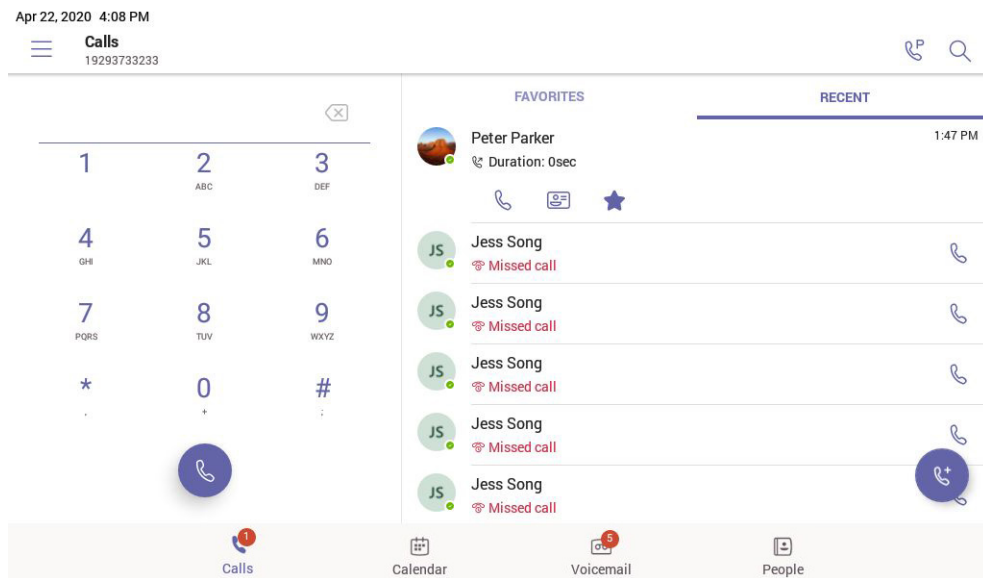 Apr 22, 2020 4:08 PM
Calls
19293733233
P
FAVORITES
RECENT
1
2
ABC
3
DEF
4
GHI
5
JKL
6
MNO
7
PQRS
8
TUV
9
WXYZ
*
,
0
+
#
;
Peter Parker
1:47 PM
Duration: 0sec
JS
Jess Song
Missed call
JS
Jess Song
Missed call
JS
Jess Song
Missed call
JS
Jess Song
Missed call
JS
Jess Song
Missed call
1
Calls
Calendar
5
Voicemail
People